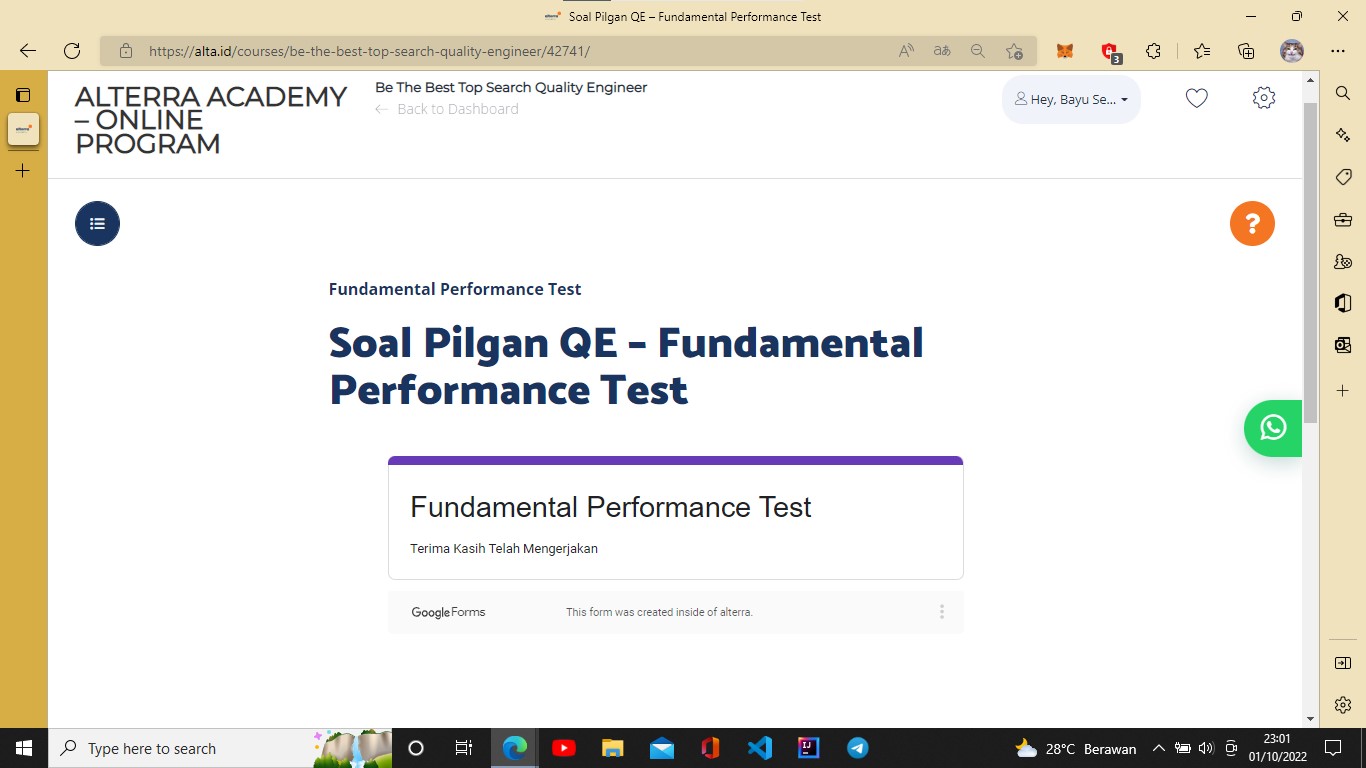 Soal Pilgan QE – Fundamental Performance Test
https://alta.id/courses/be-the-best-top-search-quality-engineer/42741/
3
ALTERRA ACADEMY
– ONLINE
PROGRAM
Be The Best Top Search Quality Engineer
← Back to Dashboard
Hey, Bayu Se...
?
Fundamental Performance Test
Soal Pilgan QE – Fundamental
Performance Test
Fundamental Performance Test
Terima Kasih Telah Mengerjakan
Google Forms
This form was created inside of alterra.
Type here to search
28°C Berawan
23:01
01/10/2022